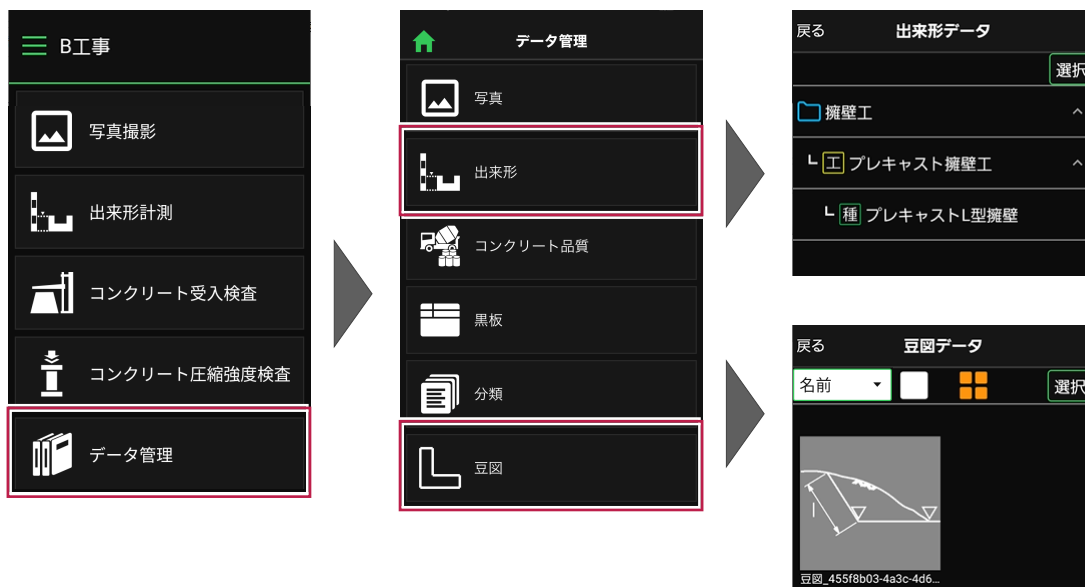 B工事
写真撮影
出来形計測
コンクリート受入検査
コンクリート圧縮強度検査
データ管理
データ管理
写真
出来形
コンクリート品質
黒板
分類
豆図
戻る 出来形データ
選択
擁壁工
工 プレキャスト擁壁工
種 プレキャストL型擁壁
戻る 豆図データ
名前 選択
豆図_455f8b03-4a3c-4d6...